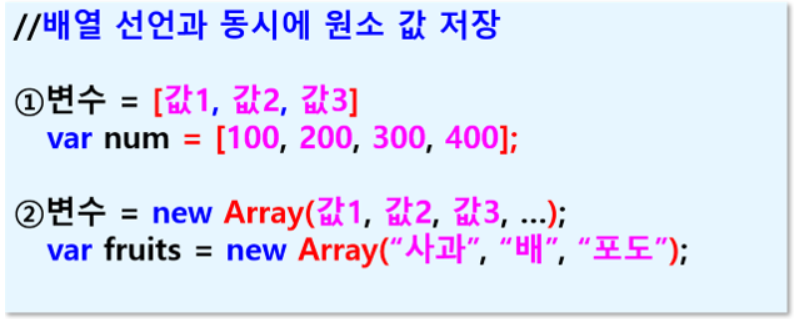 //배열 선언과 동시에 원소 값 저장
①변수 = [값1, 값2, 값3]
var num = [100, 200, 300, 400];
②변수 = new Array(값1, 값2, 값3, ...);
var fruits = new Array(“사과”, “배”, “포도”);